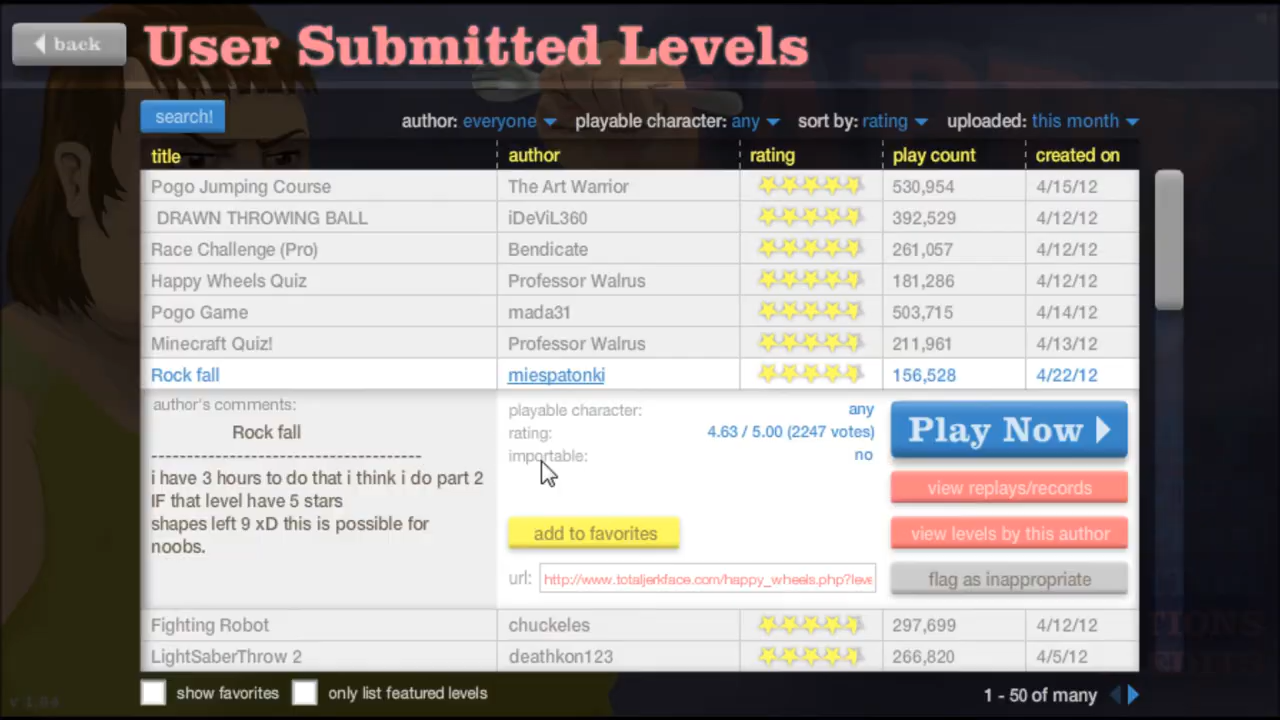 back
User Submitted Levels
search!
author: everyone
playable character: any
sort by: rating
uploaded: this month
title author rating play count created on
Pogo Jumping Course The Art Warrior 530,954 4/15/12
DRAWN THROWING BALL iDeViL360 392,529 4/12/12
Race Challenge (Pro) Bendicate 261,057 4/12/12
Happy Wheels Quiz Professor Walrus 181,286 4/12/12
Pogo Game mada31 503,715 4/14/12
Minecraft Quiz! Professor Walrus 211,961 4/13/12
Rock fall miespatonki 156,528 4/22/12
author's comments:
Rock fall
------------------------------------
i have 3 hours to do that i think i do part 2
IF that level have 5 stars
shapes left 9 xD this is possible for
noobs.
playable character: any
rating: 4.63 / 5.00 (2247 votes)
importable: no
add to favorites
url: http://www.totaljerkface.com/happy_wheels.php?leve
Play Now
view replays/records
view levels by this author
flag as inappropriate
Fighting Robot chuckeles 297,699 4/12/12
LightSaberThrow 2 deathkon123 266,820 4/5/12
show favorites
only list featured levels
1 - 50 of many